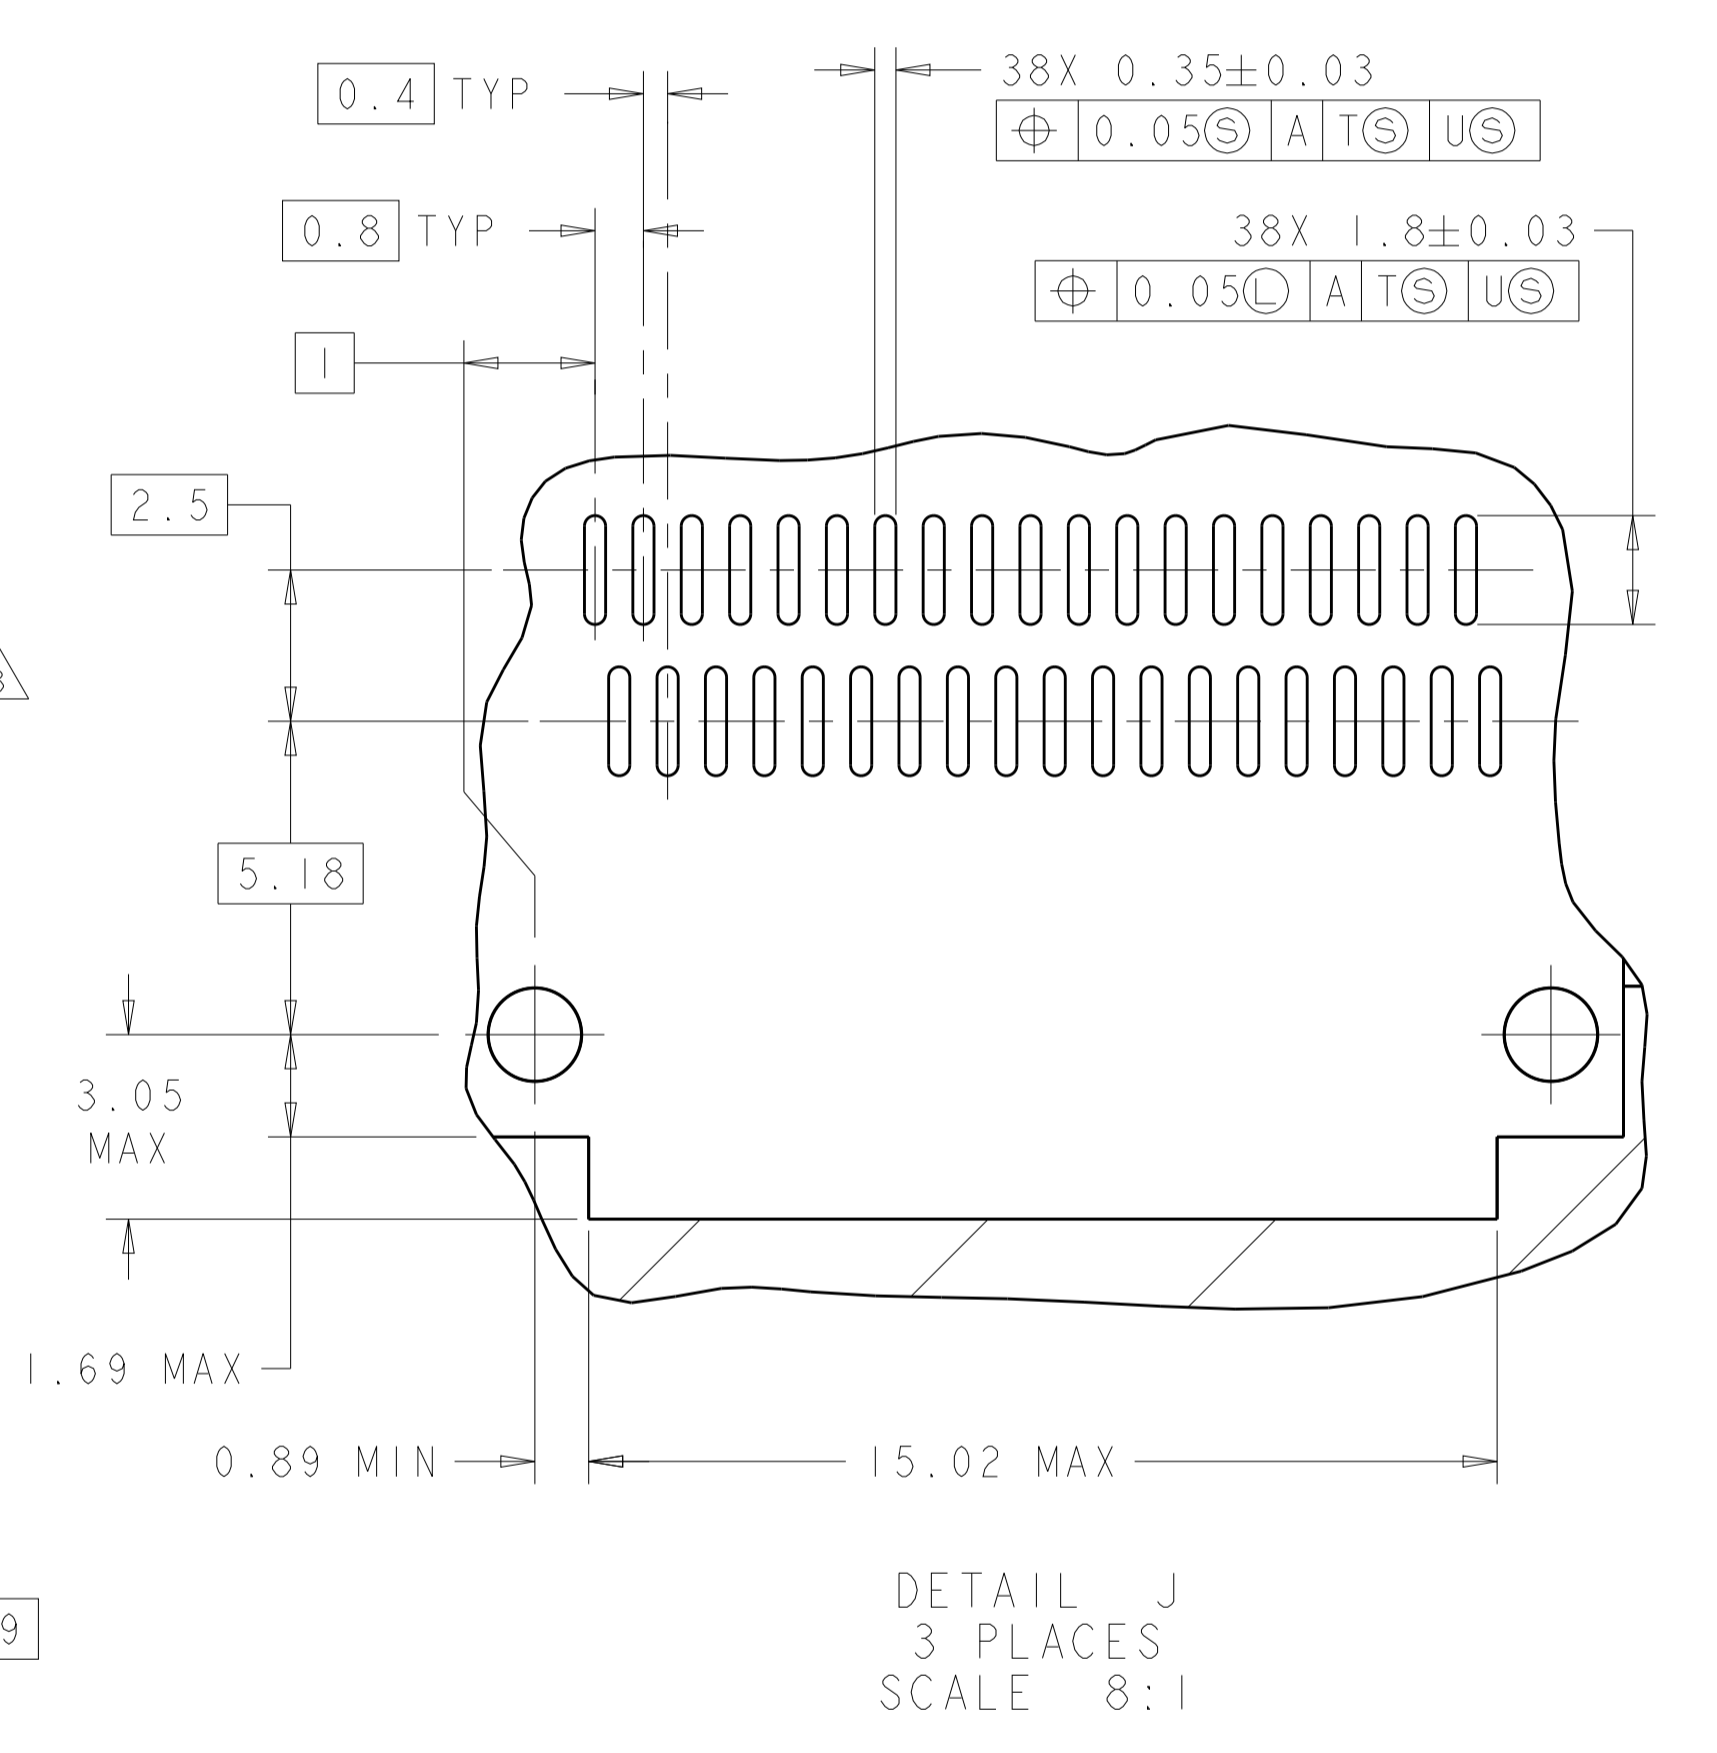 0.4 TYP
38X 0.35±0.03
⌖ 0.05Ⓢ A TⓈ UⓈ
0.8 TYP
38X 1.8±0.03
⌖ 0.05Ⓛ A TⓈ UⓈ
1
2.5
5.18
3.05
MAX
1.69 MAX
0.89 MIN
15.02 MAX
DETAIL J
3 PLACES
SCALE 8:1
9